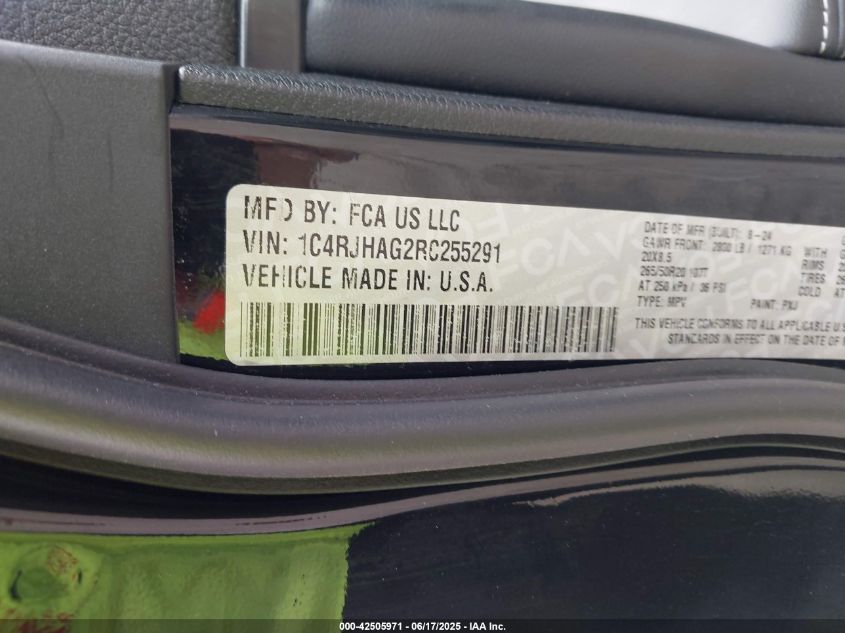 MFD BY: FCA US LLC
VIN: 1C4RJHAG2RC255291
VEHICLE MADE IN: U.S.A.
DATE OF MFR (BUILT): 8-24
GAWR FRONT: 2800 LB / 1271 KG WITH
20X8.5 RIMS
265/50R20 107T TIRES
AT 250 kPa / 36 PSI COLD
TYPE: MPV PAINT: PXJ
THIS VEHICLE CONFORMS TO ALL APPLICABLE U.S
STANDARDS IN EFFECT ON THE DATE OF
000-42505971 - 06/17/2025 - IAA Inc.